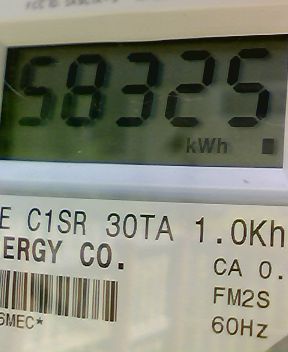 58325
kWh
E C1SR 30TA 1.0Kh
ERGY CO.
CA 0.
FM2S
60Hz
6MEC*